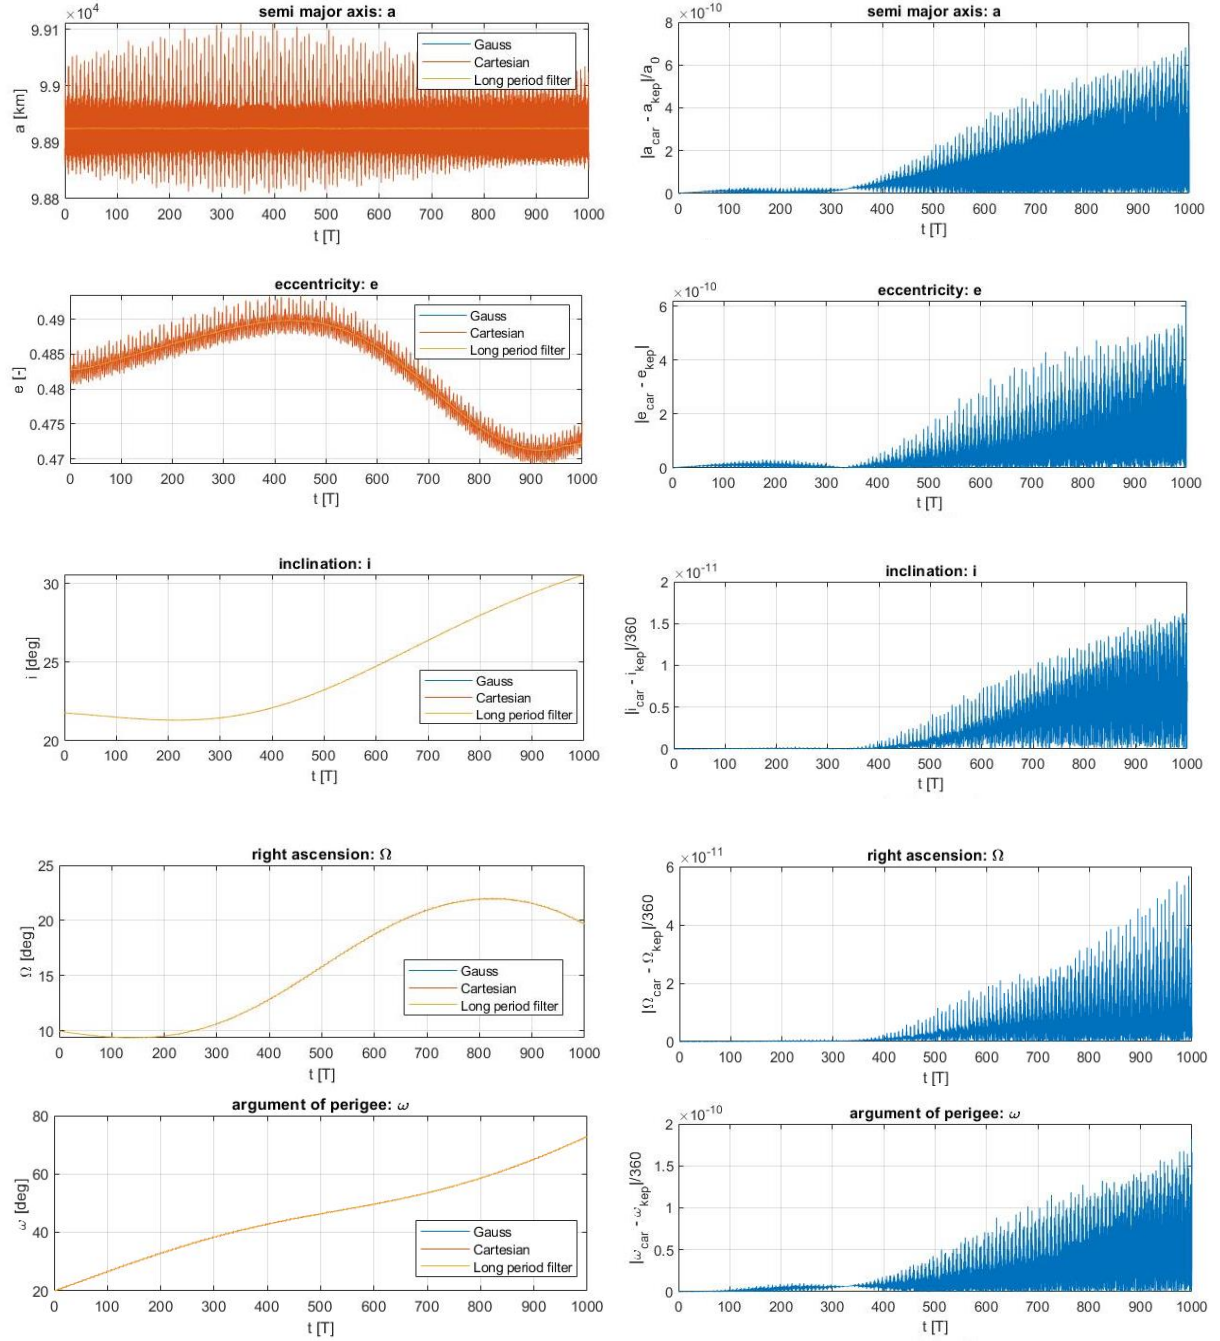 semi major axis: a
×10⁴
9.91
9.9
9.89
9.88
a [km]
Gauss
Cartesian
Long period filter
0 100 200 300 400 500 600 700 800 900 1000
t [T]
semi major axis: a
8 ×10⁻¹⁰
6
4
2
0
|a_car - a_kep|/a_0
0 100 200 300 400 500 600 700 800 900 1000
t [T]
eccentricity: e
0.49
0.485
0.48
0.475
0.47
e [-]
Gauss
Cartesian
Long period filter
0 100 200 300 400 500 600 700 800 900 1000
t [T]
eccentricity: e
×10⁻¹⁰
6
4
2
0
|e_car - e_kep|
0 100 200 300 400 500 600 700 800 900 1000
t [T]
inclination: i
30
25
20
i [deg]
Gauss
Cartesian
Long period filter
0 100 200 300 400 500 600 700 800 900 1000
t [T]
inclination: i
2 ×10⁻¹¹
1.5
1
0.5
0
|i_car - i_kep|/360
0 100 200 300 400 500 600 700 800 900 1000
t [T]
right ascension: Ω
25
20
15
10
Ω [deg]
Gauss
Cartesian
Long period filter
0 100 200 300 400 500 600 700 800 900 1000
t [T]
right ascension: Ω
6 ×10⁻¹¹
4
2
0
|Ω_car - Ω_kep|/360
0 100 200 300 400 500 600 700 800 900 1000
t [T]
argument of perigee: ω
80
60
40
20
ω [deg]
Gauss
Cartesian
Long period filter
0 100 200 300 400 500 600 700 800 900 1000
t [T]
argument of perigee: ω
2 ×10⁻¹⁰
1.5
1
0.5
0
|ω_car - ω_kep|/360
0 100 200 300 400 500 600 700 800 900 1000
t [T]